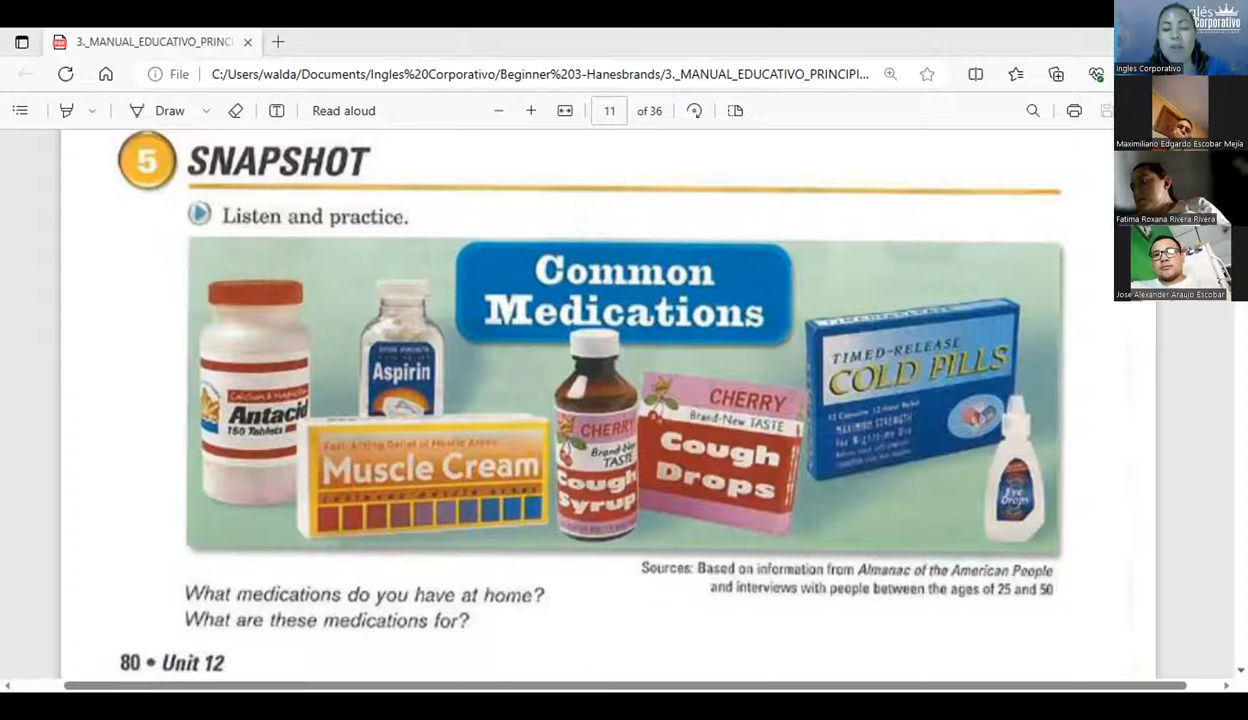 3._MANUAL_EDUCATIVO_PRINCI
File
C:/Users/walda/Documents/Ingles%20Corporativo/Beginner%203-Hanesbrands/3._MANUAL_EDUCATIVO_PRINCIPI...
Draw
Read aloud
11
of 36
5 SNAPSHOT
Listen and practice.
Common
Medications
Antacid
150 Tablets
Aspirin
Muscle Cream
CHERRY
Brand-New
TASTE
Cough
Syrup
CHERRY
Brand-New TASTE
Cough
Drops
TIMED-RELEASE
COLD PILLS
Eye
Drops
Sources: Based on information from Almanac of the American People
and interviews with people between the ages of 25 and 50
What medications do you have at home?
What are these medications for?
80 • Unit 12
Inglés
Corporativo
Ingles Corporativo
Maximiliano Edgardo Escobar Mejía
Fatima Roxana Rivera Rivera
Jose Alexander Araujo Escobar